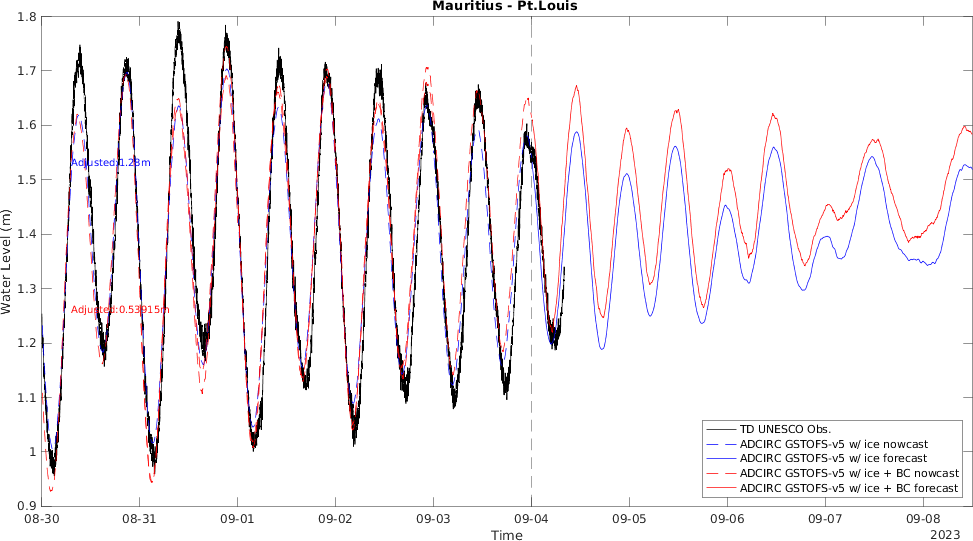 Mauritius - Pt.Louis
1.8
1.7
1.6
1.5
1.4
1.3
1.2
1.1
1
0.9
Water Level (m)
Adjusted:1.28m
Adjusted:0.53915m
TD UNESCO Obs.
ADCIRC GSTOFS-v5 w/ ice nowcast
ADCIRC GSTOFS-v5 w/ ice forecast
ADCIRC GSTOFS-v5 w/ ice + BC nowcast
ADCIRC GSTOFS-v5 w/ ice + BC forecast
08-30 08-31 09-01 09-02 09-03 09-04 09-05 09-06 09-07 09-08
Time
2023